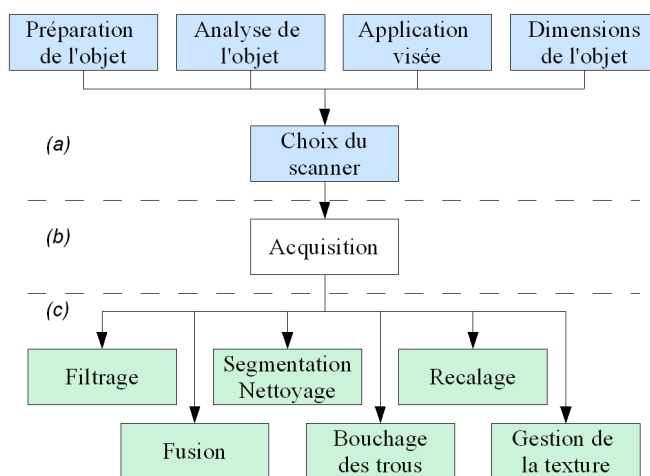 Préparation
de l'objet
Analyse de
l'objet
Application
visée
Dimensions
de l'objet
(a)
Choix du
scanner
(b)
Acquisition
(c)
Filtrage
Segmentation
Nettoyage
Recalage
Fusion
Bouchage
des trous
Gestion de
la texture